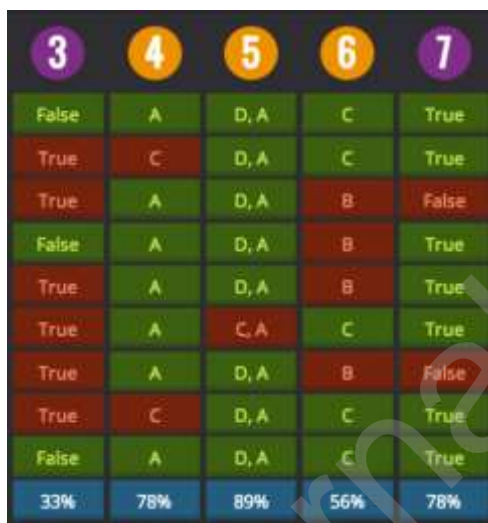 3 4 5 6 7
False A D, A C True
True C D, A C True
True A D, A B False
False A D, A B True
True A D, A B True
True A C, A C True
True A D, A B False
True C D, A C True
False A D, A C True
33% 78% 89% 56% 78%